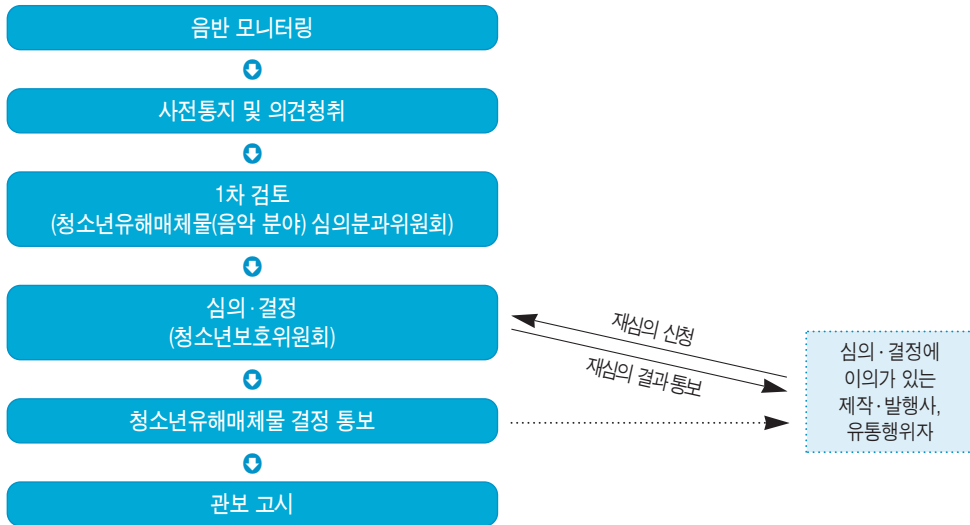 음반 모니터링
사전통지 및 의견청취
1차 검토
(청소년유해매체물(음악 분야) 심의분과위원회)
심의·결정
(청소년보호위원회)
재심의 신청
재심의 결과 통보
심의·결정에
이의가 있는
제작·발행사,
유통행위자
청소년유해매체물 결정 통보
관보 고시